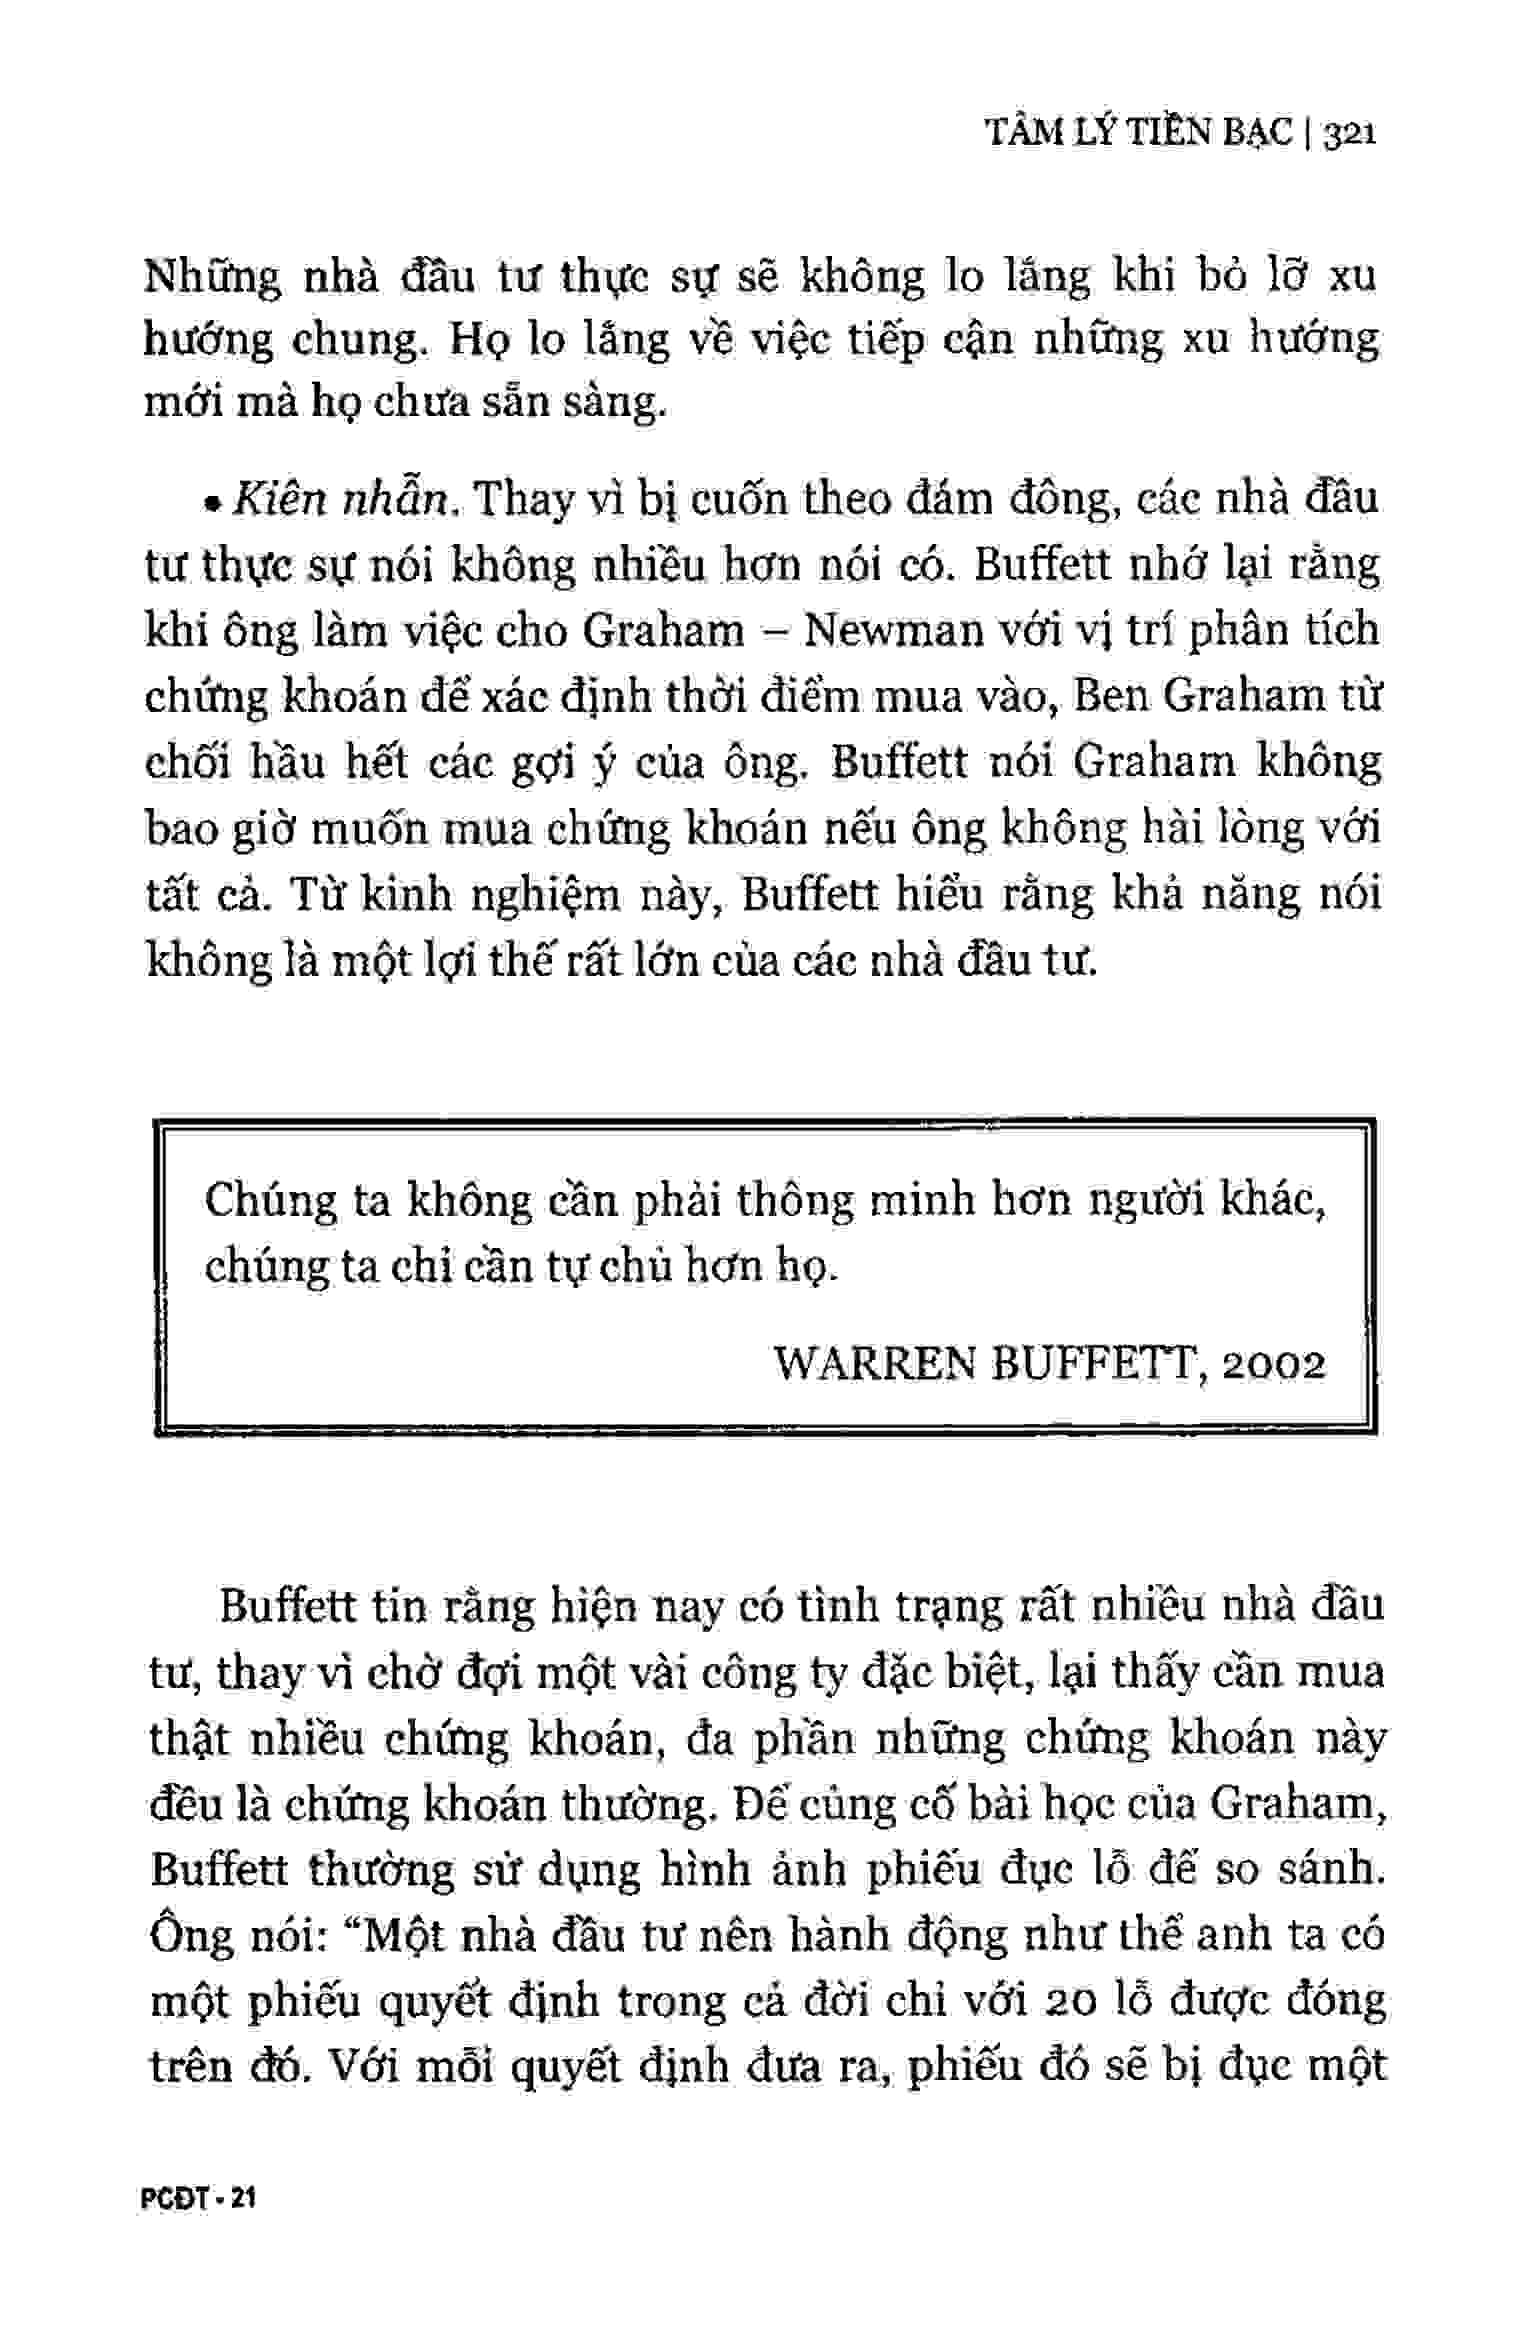 TÂM LÝ TIỀN BẠC | 321
Những nhà đầu tư thực sự sẽ không lo lắng khi bỏ lỡ xu
hướng chung. Họ lo lắng về việc tiếp cận những xu hướng
mới mà họ chưa sẵn sàng.
• Kiên nhẫn. Thay vì bị cuốn theo đám đông, các nhà đầu
tư thực sự nói không nhiều hơn nói có. Buffett nhớ lại rằng
khi ông làm việc cho Graham – Newman với vị trí phân tích
chứng khoán để xác định thời điểm mua vào, Ben Graham từ
chối hầu hết các gợi ý của ông. Buffett nói Graham không
bao giờ muốn mua chứng khoán nếu ông không hài lòng với
tất cả. Từ kinh nghiệm này, Buffett hiểu rằng khả năng nói
không là một lợi thế rất lớn của các nhà đầu tư.
Chúng ta không cần phải thông minh hơn người khác,
chúng ta chỉ cần tự chủ hơn họ.
WARREN BUFFETT, 2002
Buffett tin rằng hiện nay có tình trạng rất nhiều nhà đầu
tư, thay vì chờ đợi một vài công ty đặc biệt, lại thấy cần mua
thật nhiều chứng khoán, đa phần những chứng khoán này
đều là chứng khoán thường. Để củng cố bài học của Graham,
Buffett thường sử dụng hình ảnh phiếu đục lỗ để so sánh.
Ông nói: “Một nhà đầu tư nên hành động như thể anh ta có
một phiếu quyết định trong cả đời chỉ với 20 lỗ được đóng
trên đó. Với mỗi quyết định đưa ra, phiếu đó sẽ bị đục một
PCĐT - 21